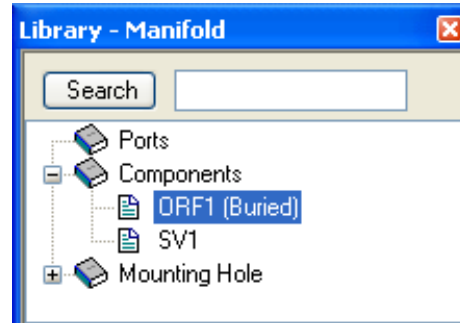 Library - Manifold
Search
Ports
Components
ORF1 (Buried)
SV1
Mounting Hole